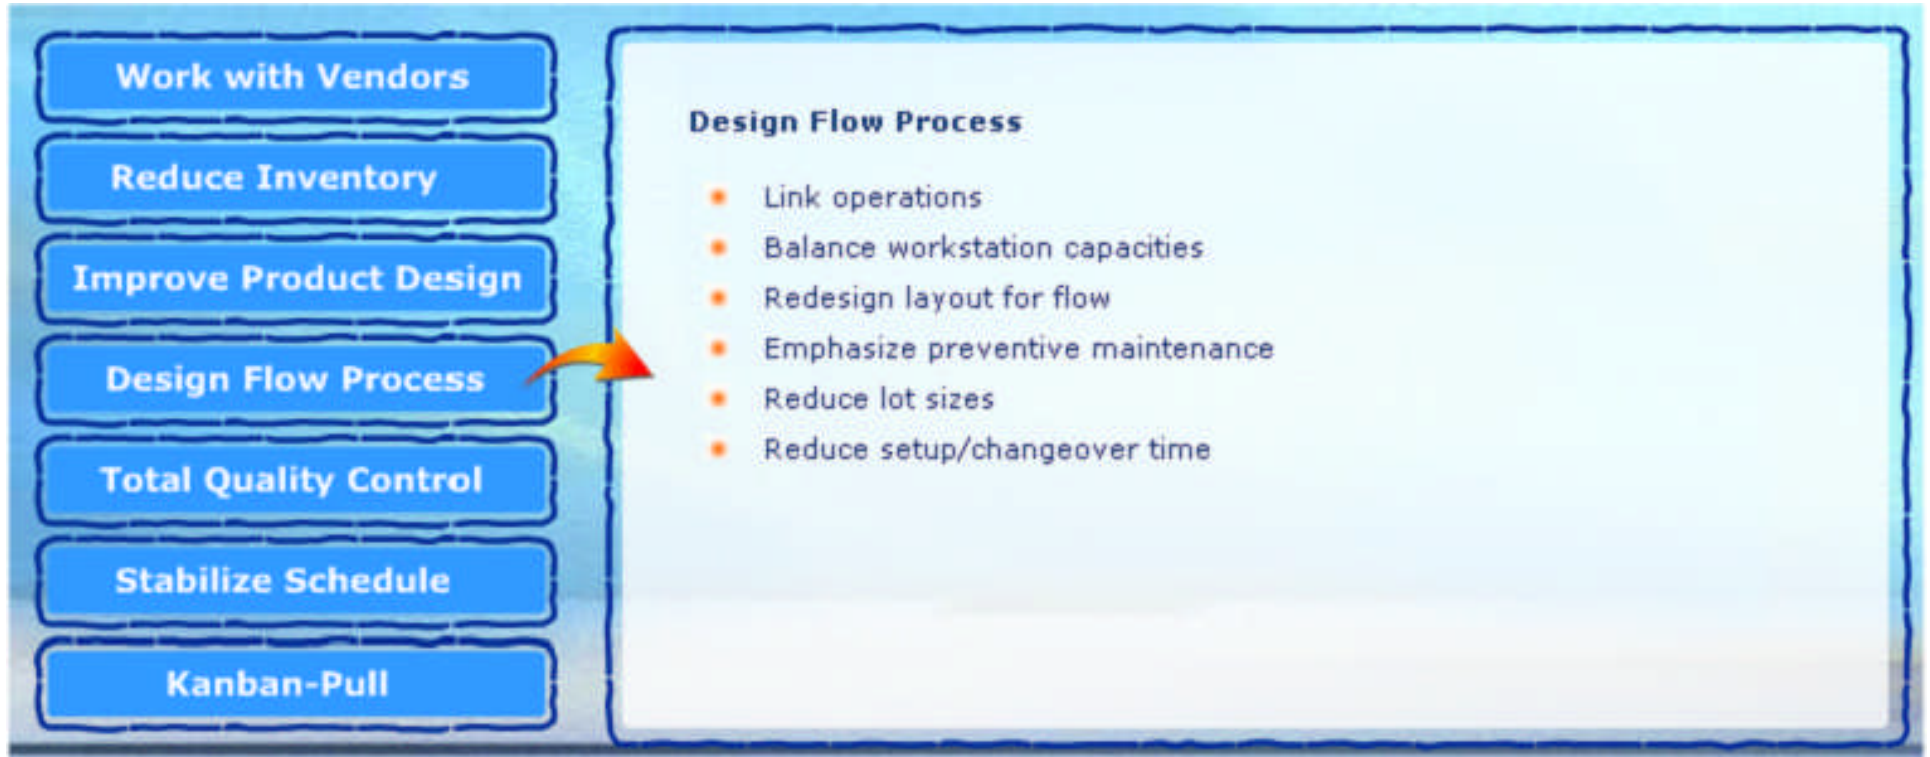 Work with Vendors
Reduce Inventory
Improve Product Design
Design Flow Process
Total Quality Control
Stabilize Schedule
Kanban-Pull
Design Flow Process
Link operations
Balance workstation capacities
Redesign layout for flow
Emphasize preventive maintenance
Reduce lot sizes
Reduce setup/changeover time